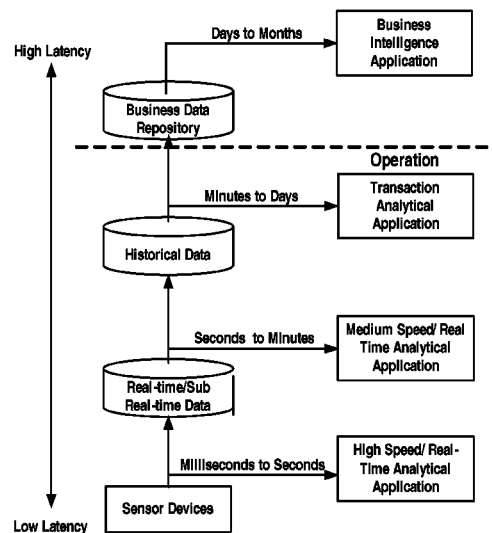 Days to Months
Business
Intelligence
Application
High Latency
Business Data
Repository
Operation
Minutes to Days
Transaction
Analytical
Application
Historical Data
Seconds to Minutes
Medium Speed/ Real
Time Analytical
Application
Real-time/Sub
Real-time Data
Milliseconds to Seconds
High Speed/ Real-
Time Analytical
Application
Sensor Devices
Low Latency